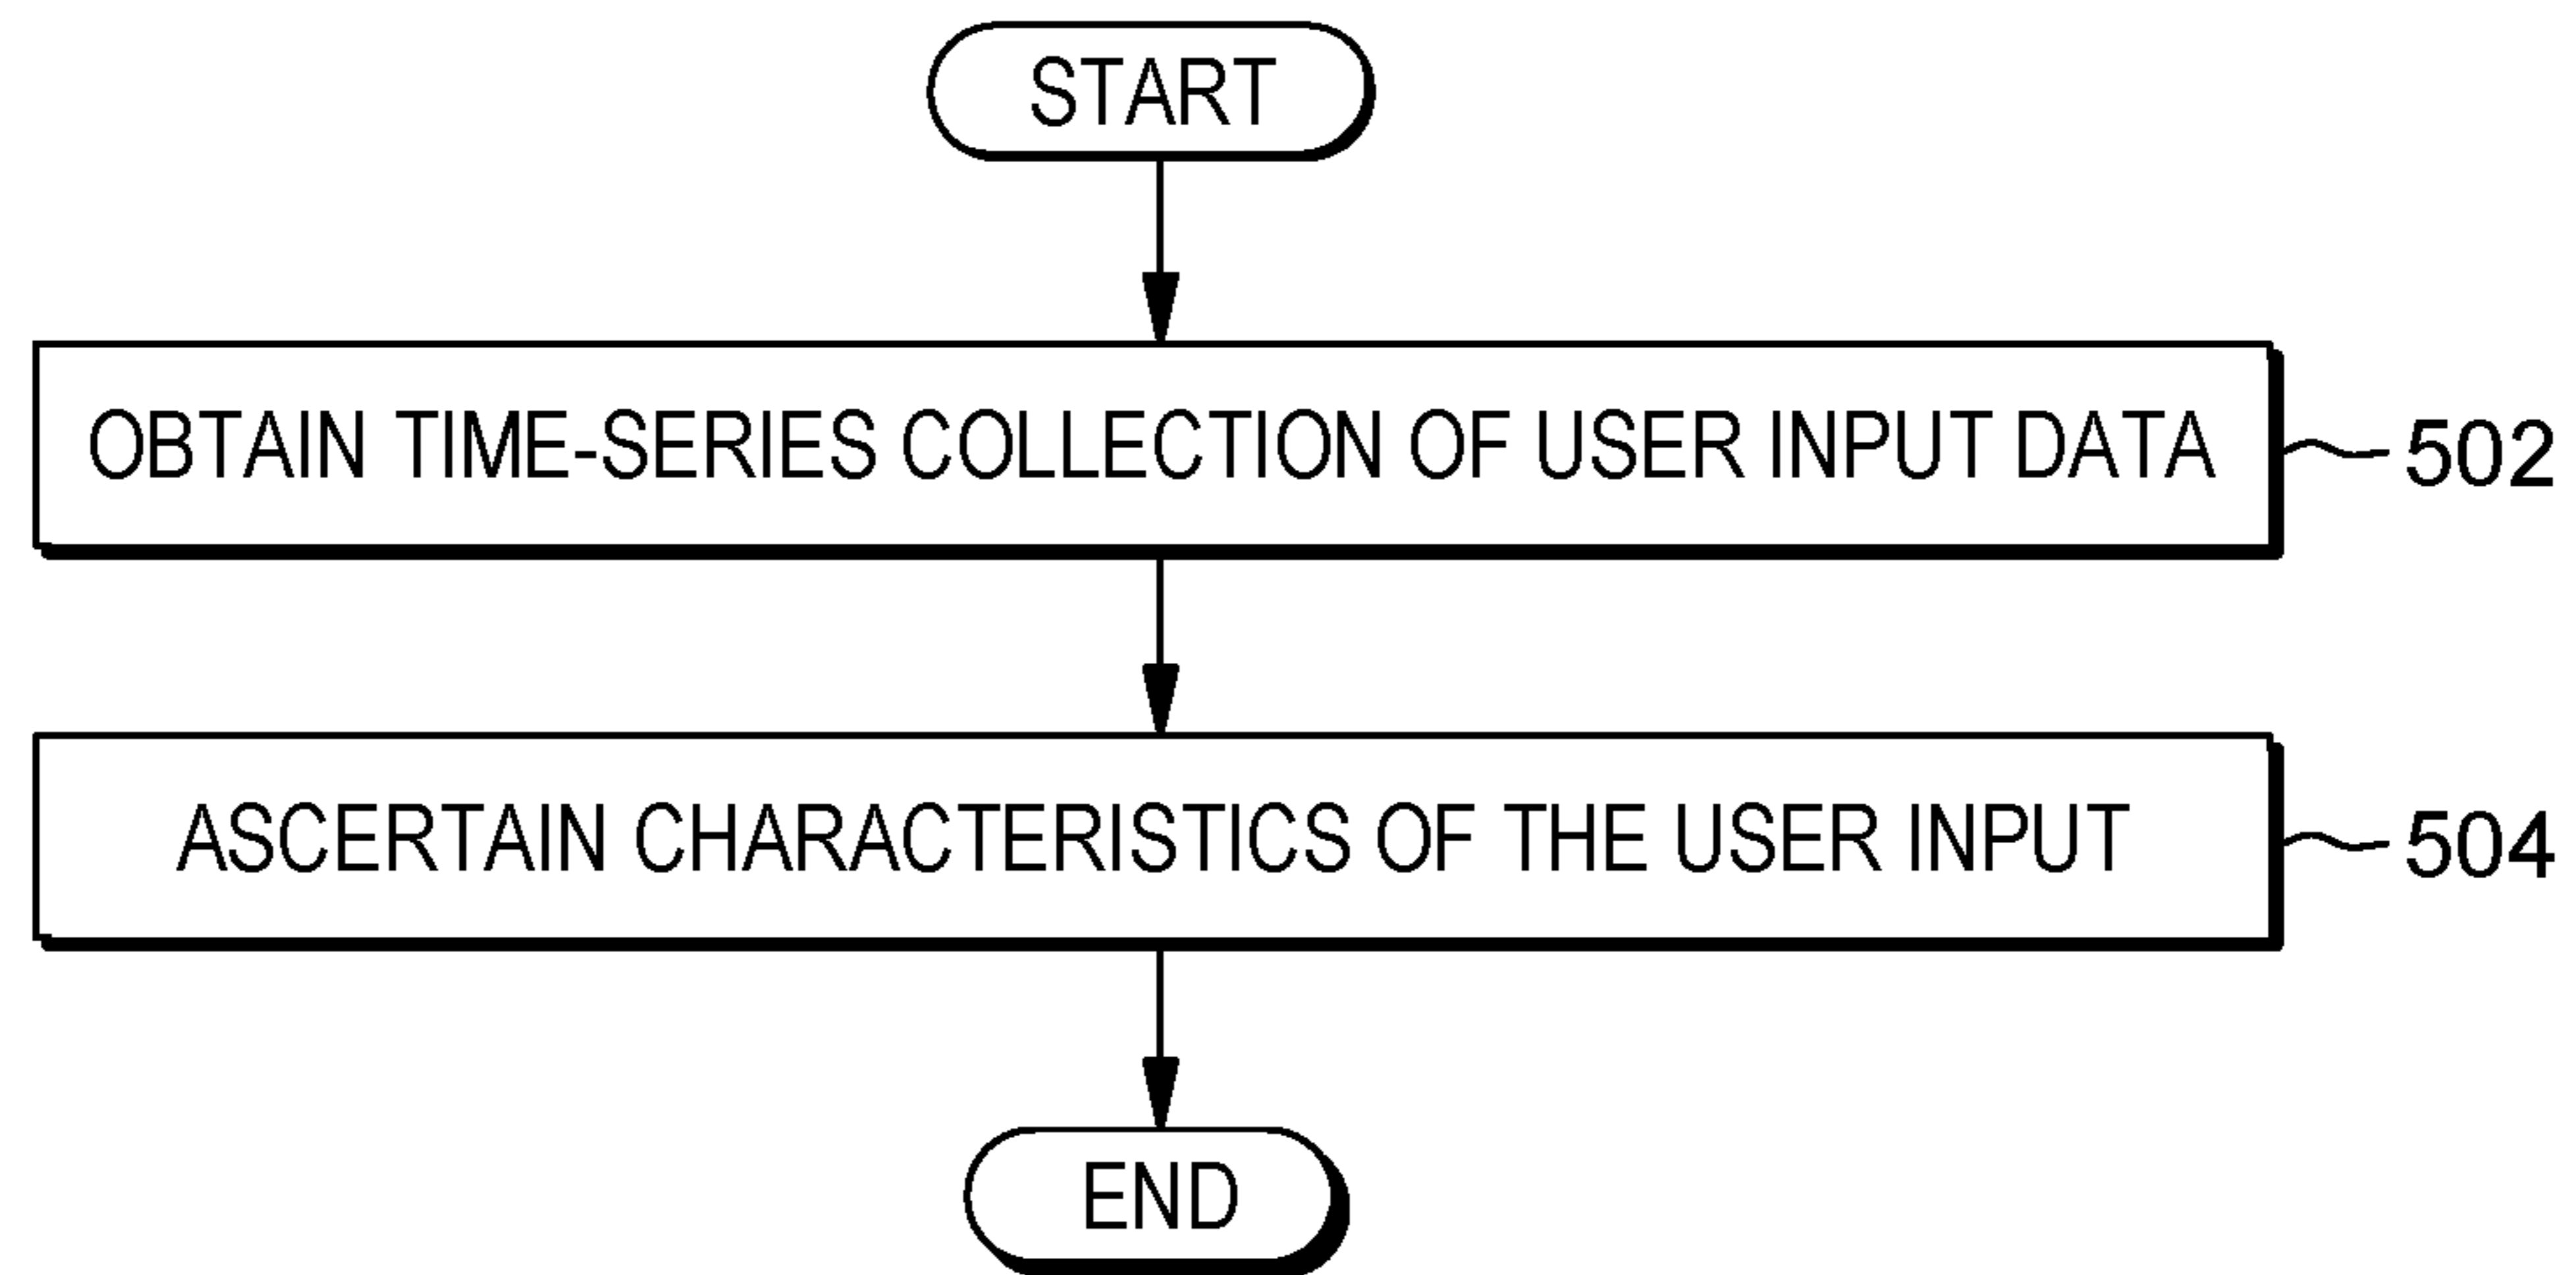 START
OBTAIN TIME-SERIES COLLECTION OF USER INPUT DATA
502
ASCERTAIN CHARACTERISTICS OF THE USER INPUT
504
END